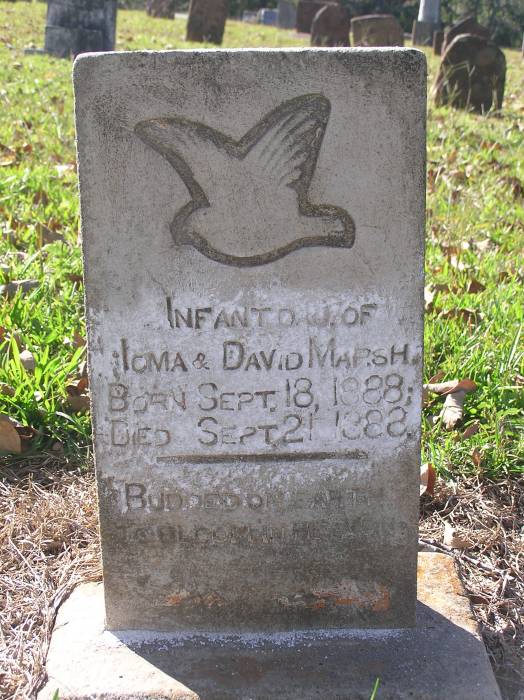 INFANT DAU. OF
IOMA & DAVID MARSH
BORN SEPT. 18, 1888;
DIED SEPT. 21 1888.
BUDDED ON EARTH
TO BLOOM IN HEAVEN